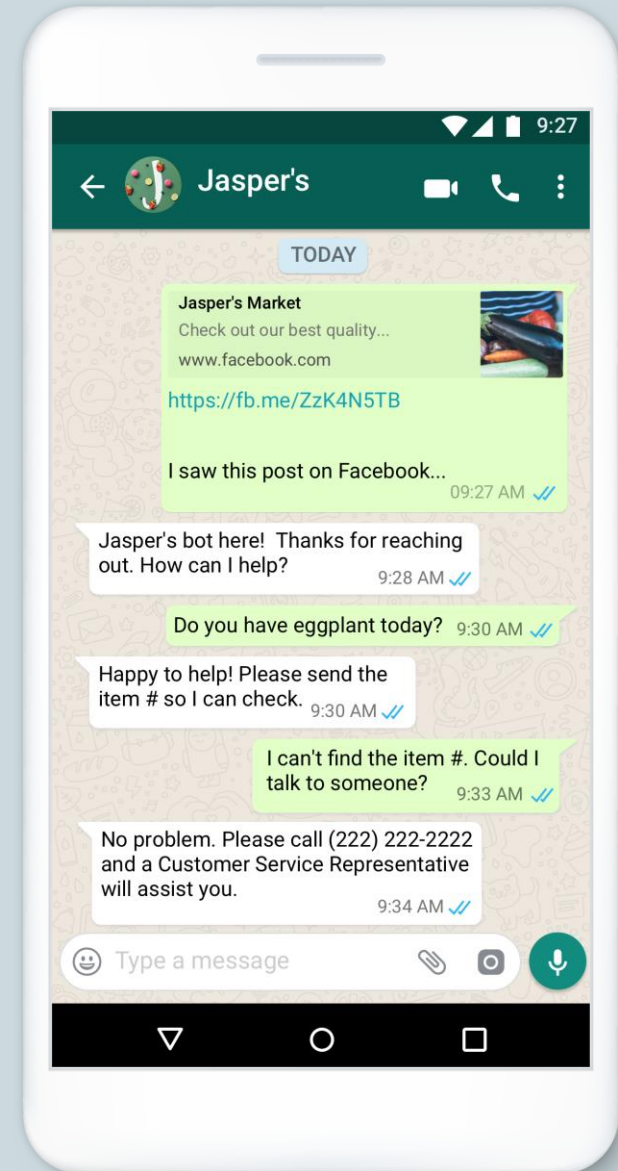 9:27
Jasper's
TODAY
Jasper's Market
Check out our best quality...
www.facebook.com
https://fb.me/ZzK4N5TB
I saw this post on Facebook...
09:27 AM
Jasper's bot here!  Thanks for reaching
out. How can I help?
9:28 AM
Do you have eggplant today? 9:30 AM
Happy to help! Please send the
item # so I can check. 9:30 AM
I can't find the item #. Could I
talk to someone? 9:33 AM
No problem. Please call (222) 222-2222
and a Customer Service Representative
will assist you.
9:34 AM
Type a message